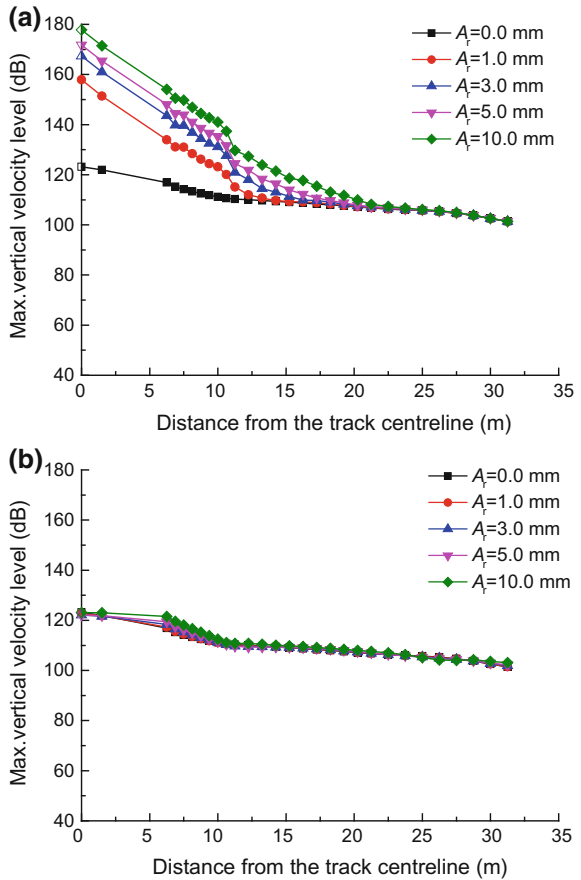 (a)
180
160
140
120
100
80
60
40
Max.vertical velocity level (dB)
Ar=0.0 mm
Ar=1.0 mm
Ar=3.0 mm
Ar=5.0 mm
Ar=10.0 mm
0 5 10 15 20 25 30 35
Distance from the track centreline (m)
(b)
180
160
140
120
100
80
60
40
Max.vertical velocity level (dB)
Ar=0.0 mm
Ar=1.0 mm
Ar=3.0 mm
Ar=5.0 mm
Ar=10.0 mm
0 5 10 15 20 25 30 35
Distance from the track centreline (m)